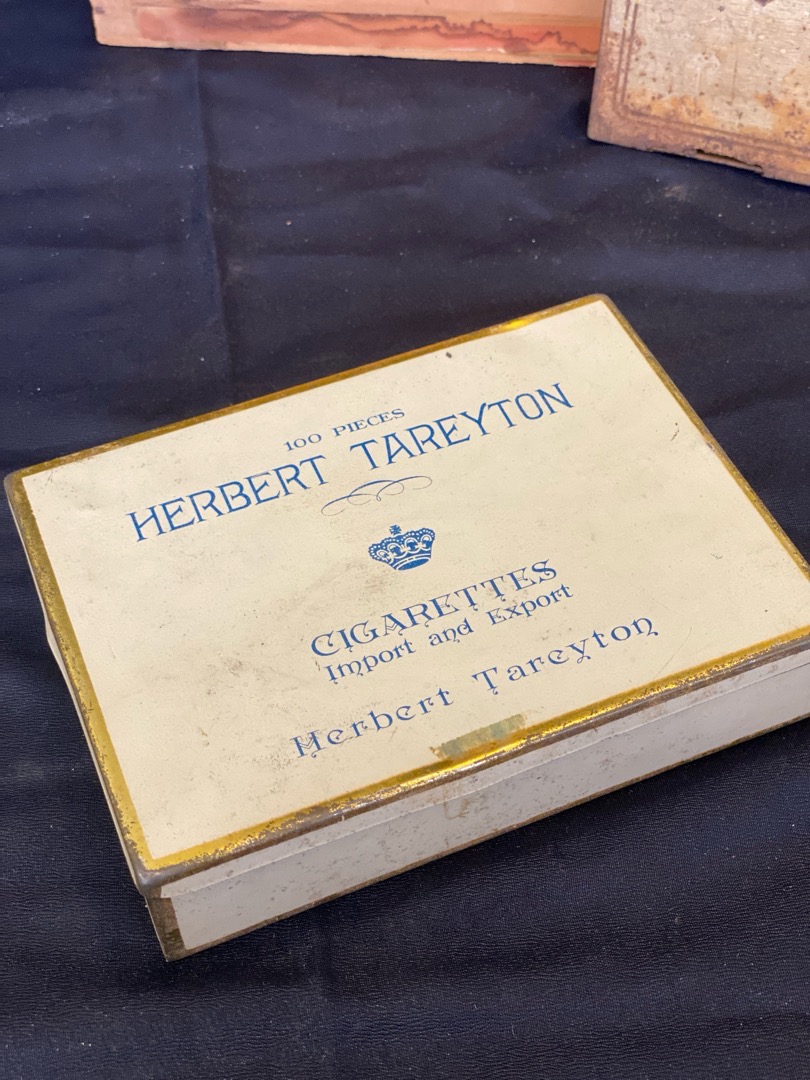 100 PIECES
HERBERT TAREYTON
CIGARETTES
Import and Export
Herbert Tareyton